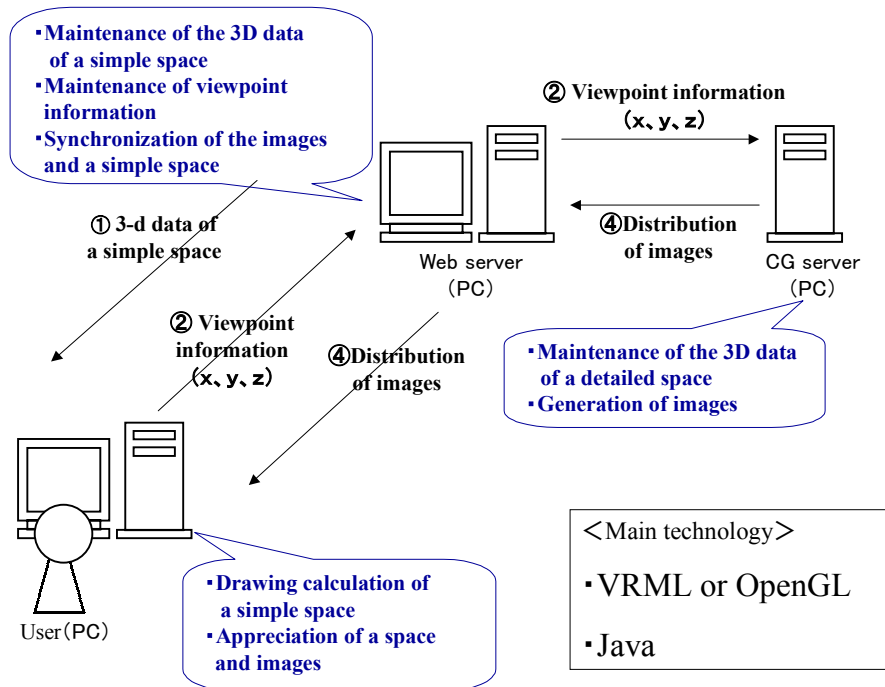 ・Maintenance of the 3D data
of a simple space
・Maintenance of viewpoint
information
・Synchronization of the images
and a simple space
② Viewpoint information
(x、y、z)
① 3-d data of
a simple space
④Distribution
of images
Web server
(PC)
CG server
(PC)
② Viewpoint
information
(x、y、z)
④Distribution
of images
・Maintenance of the 3D data
of a detailed space
・Generation of images
User(PC)
・Drawing calculation of
a simple space
・Appreciation of a space
and images
＜Main technology＞
・VRML or OpenGL
・Java